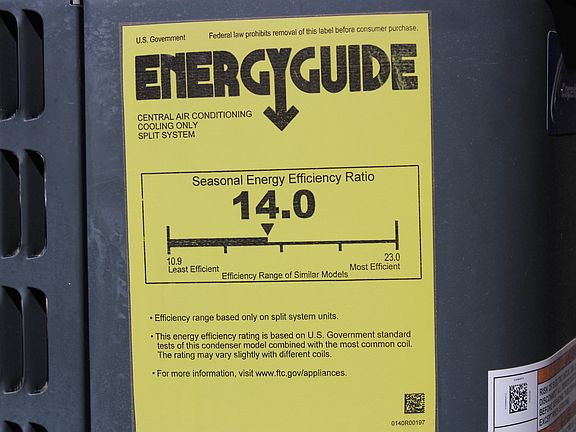 U.S. Government Federal law prohibits removal of this label before consumer purchase.
ENERGYGUIDE
CENTRAL AIR CONDITIONING
COOLING ONLY
SPLIT SYSTEM
Seasonal Energy Efficiency Ratio
14.0
10.9 23.0
Least Efficient Most Efficient
Efficiency Range of Similar Models
• Efficiency range based only on split system units.
• This energy efficiency rating is based on U.S. Government standard
tests of this condenser model combined with the most common coil.
The rating may vary slightly with different coils.
• For more information, visit www.ftc.gov/appliances.
0140R00197
RISK